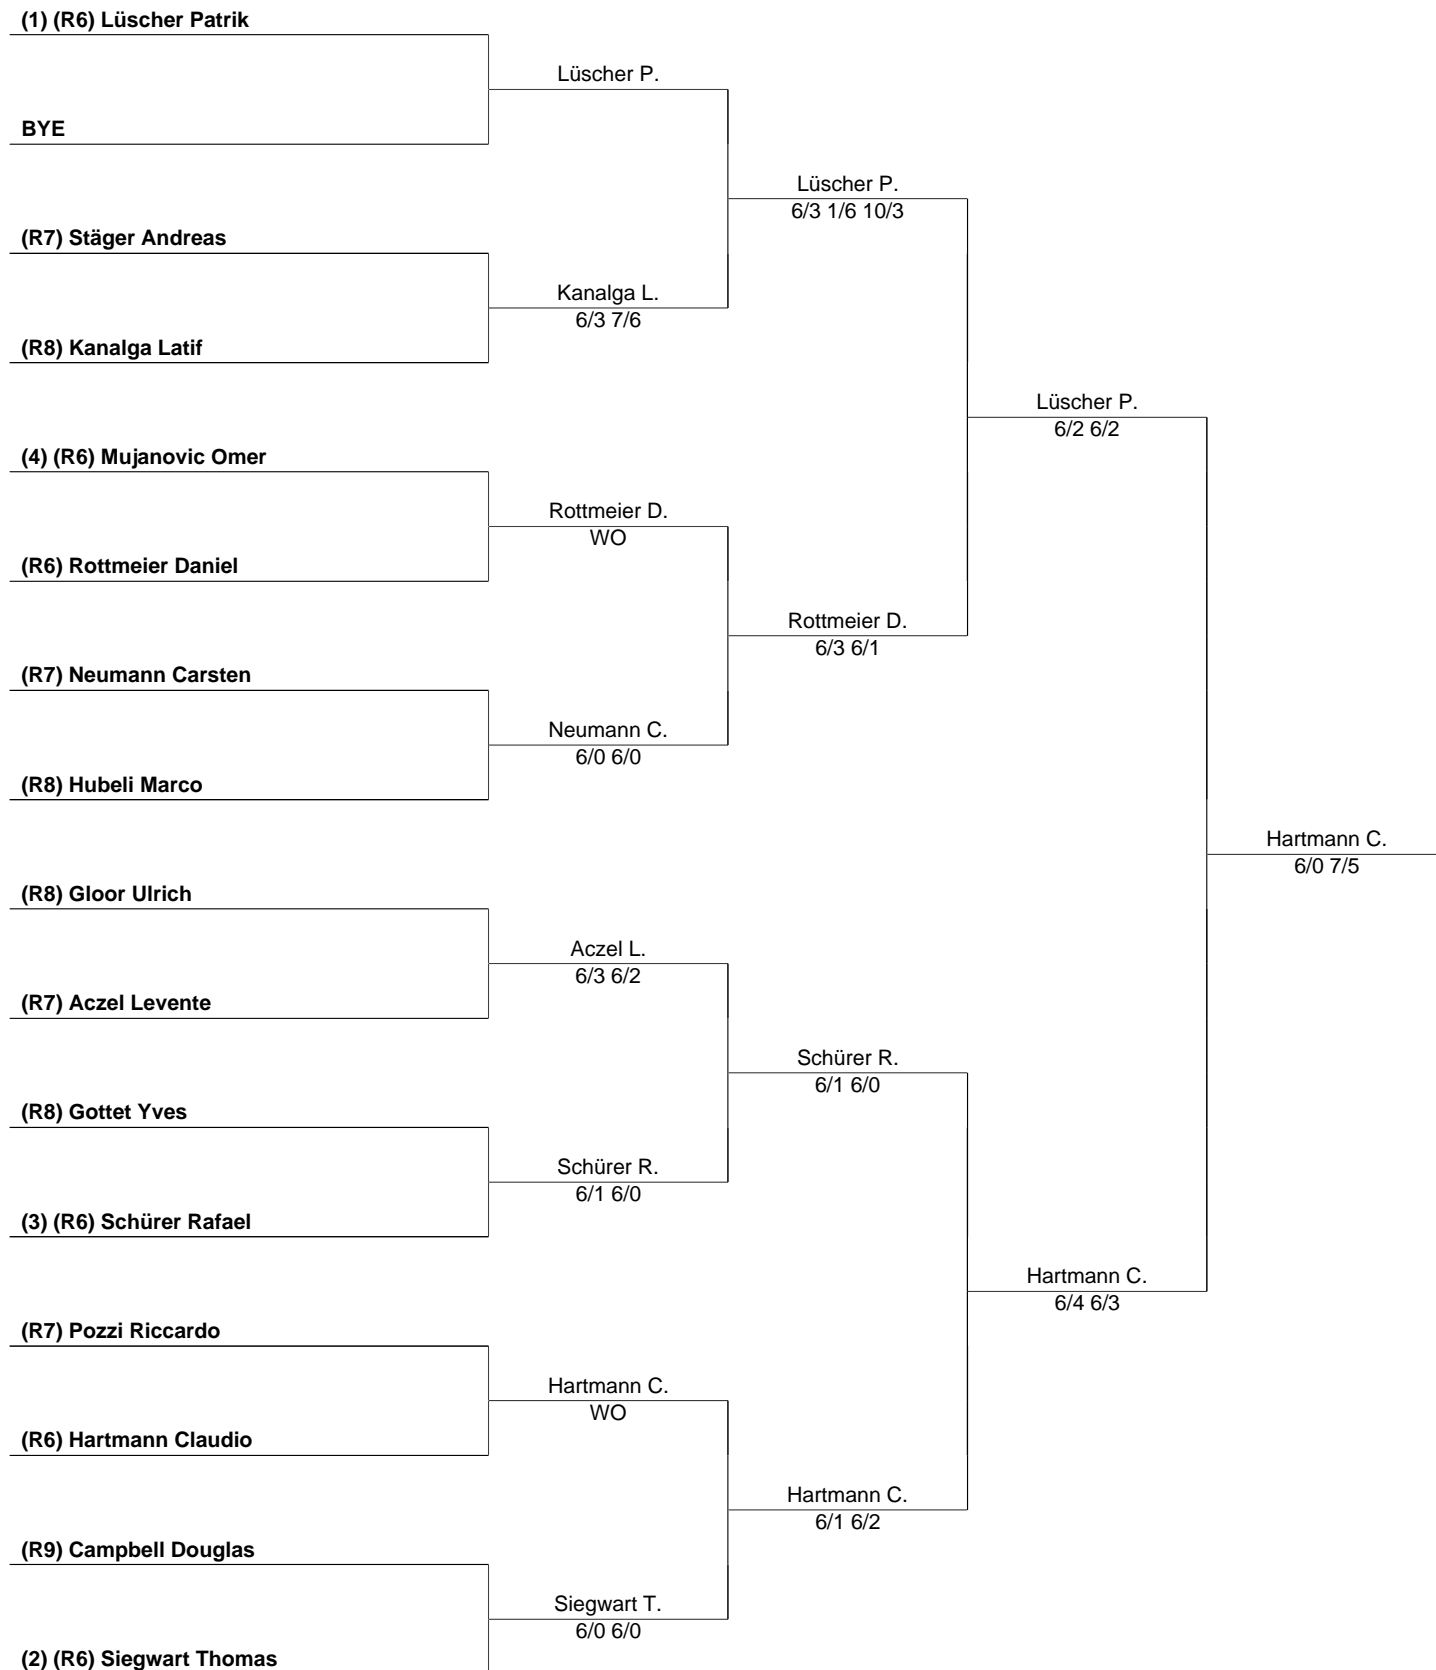 (1) (R6) Lüscher Patrik
Lüscher P.
BYE
Lüscher P.
6/3 1/6 10/3
(R7) Stäger Andreas
Kanalga L.
6/3 7/6
(R8) Kanalga Latif
Lüscher P.
6/2 6/2
(4) (R6) Mujanovic Omer
Rottmeier D.
WO
(R6) Rottmeier Daniel
Rottmeier D.
6/3 6/1
(R7) Neumann Carsten
Neumann C.
6/0 6/0
(R8) Hubeli Marco
Hartmann C.
6/0 7/5
(R8) Gloor Ulrich
Aczel L.
6/3 6/2
(R7) Aczel Levente
Schürer R.
6/1 6/0
(R8) Gottet Yves
Schürer R.
6/1 6/0
(3) (R6) Schürer Rafael
Hartmann C.
6/4 6/3
(R7) Pozzi Riccardo
Hartmann C.
WO
(R6) Hartmann Claudio
Hartmann C.
6/1 6/2
(R9) Campbell Douglas
Siegwart T.
6/0 6/0
(2) (R6) Siegwart Thomas